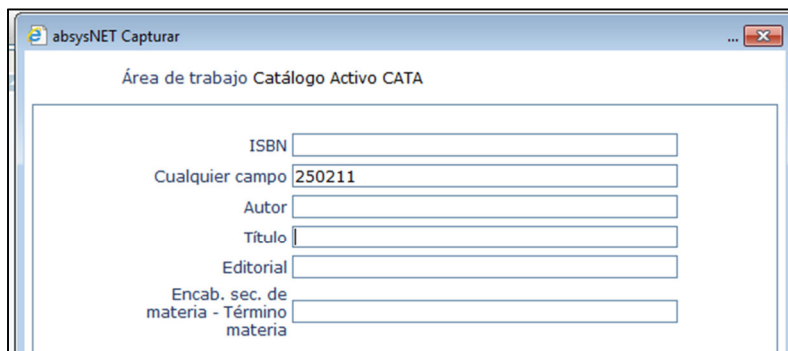 absysNET Capturar ...
Área de trabajo Catálogo Activo CATA
ISBN
Cualquier campo 250211
Autor
Título
Editorial
Encab. sec. de
materia - Término
materia